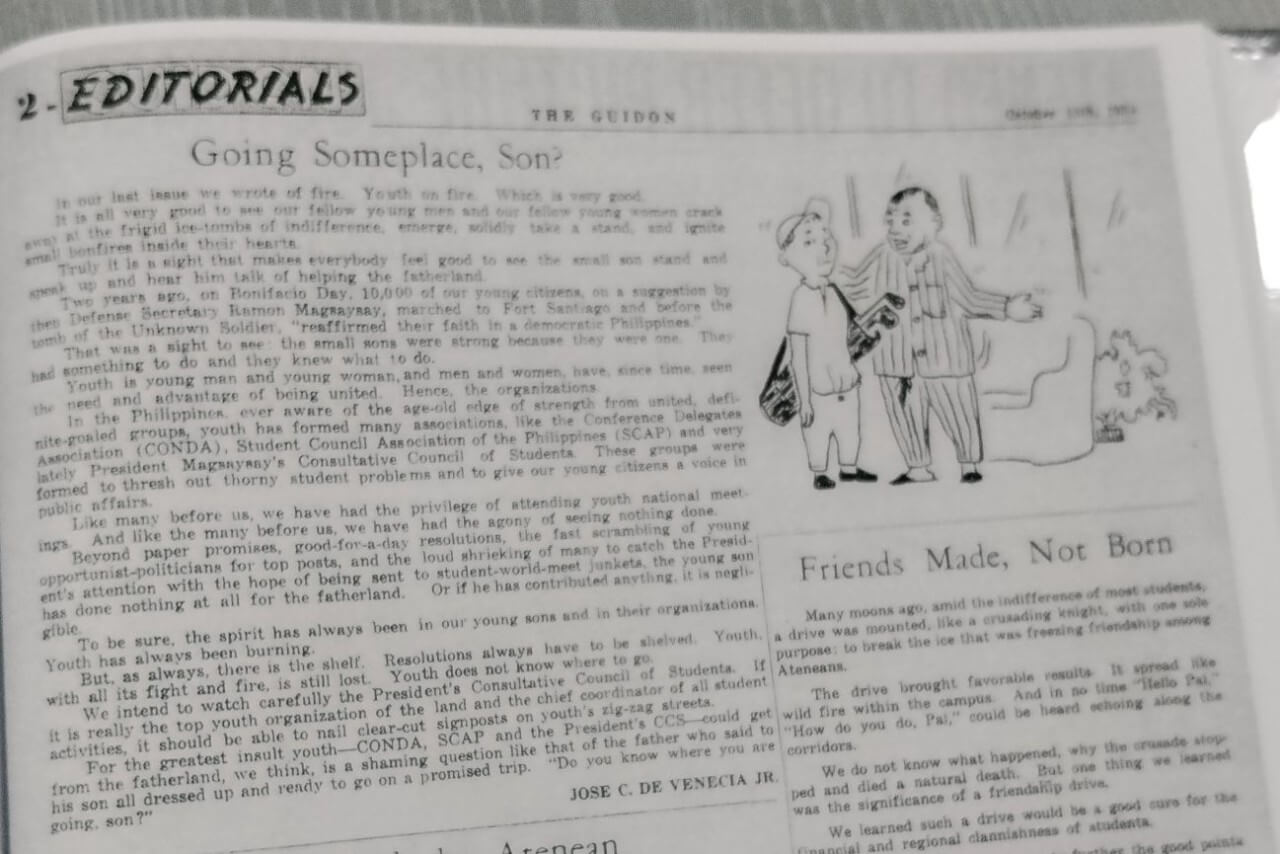 2 - EDITORIALS
THE GUIDON
October
Going Someplace, Son?
In our last issue we wrote of fire. Youth on fire. Which is very good.
It is all very good to see our fellow young men and our fellow young women crack
away at the frigid ice-tombs of indifference, emerge, solidly take a stand, and ignite
small bonfires inside their hearts.
Truly it is a sight that makes everybody feel good to see the small son stand and
speak up and hear him talk of helping the fatherland.
Two years ago, on Bonifacio Day, 10,000 of our young citizens, on a suggestion by
then Defense Secretary Ramon Magsaysay, marched to Fort Santiago and before the
tomb of the Unknown Soldier, "reaffirmed their faith in a democratic Philippines."
That was a sight to see: the small sons were strong because they were one. They
had something to do and they knew what to do.
Youth is young man and young woman, and men and women, have, since time, seen
the need and advantage of being united. Hence, the organizations.
In the Philippines, ever aware of the age-old edge of strength from united, defi-
nite-goaled groups, youth has formed many associations, like the Conference Delegates
Association (CONDA), Student Council Association of the Philippines (SCAP) and very
lately President Magsaysay's Consultative Council of Students. These groups were
formed to thresh out thorny student problems and to give our young citizens a voice in
public affairs.
Like many before us, we have had the privilege of attending youth national meet-
ings. And like the many before us, we have had the agony of seeing nothing done.
Beyond paper promises, good-for-a-day resolutions, the fast scrambling of young
opportunist-politicians for top posts, and the loud shrieking of many to catch the Presid-
ent's attention with the hope of being sent to student-world-meet junkets, the young son
has done nothing at all for the fatherland. Or if he has contributed anything, it is negli-
gible.
To be sure, the spirit has always been in our young sons and in their organizations.
Youth has always been burning.
But, as always, there is the shelf. Resolutions always have to be shelved. Youth,
with all its fight and fire, is still lost. Youth does not know where to go.
We intend to watch carefully the President's Consultative Council of Students. If
it is really the top youth organization of the land and the chief coordinator of all student
activities, it should be able to nail clear-cut signposts on youth's zig-zag streets.
For the greatest insult youth—CONDA, SCAP and the President's CCS—could get
from the fatherland, we think, is a shaming question like that of the father who said to
his son all dressed up and ready to go on a promised trip. "Do you know where you are
going, son?"
JOSE C. DE VENECIA JR.
Atenean
Friends Made, Not Born
Many moons ago, amid the indifference of most students,
a drive was mounted, like a crusading knight, with one sole
purpose: to break the ice that was freezing friendship among
Ateneans.
The drive brought favorable results. It spread like
wild fire within the campus. And in no time "Hello Pal,"
"How do you do, Pal," could be heard echoing along the
corridors.
We do not know what happened, why the crusade stop-
ped and died a natural death. But one thing we learned
was the significance of a friendship drive.
We learned such a drive would be a good cure for the
financial and regional clannishness of students.
further the good points